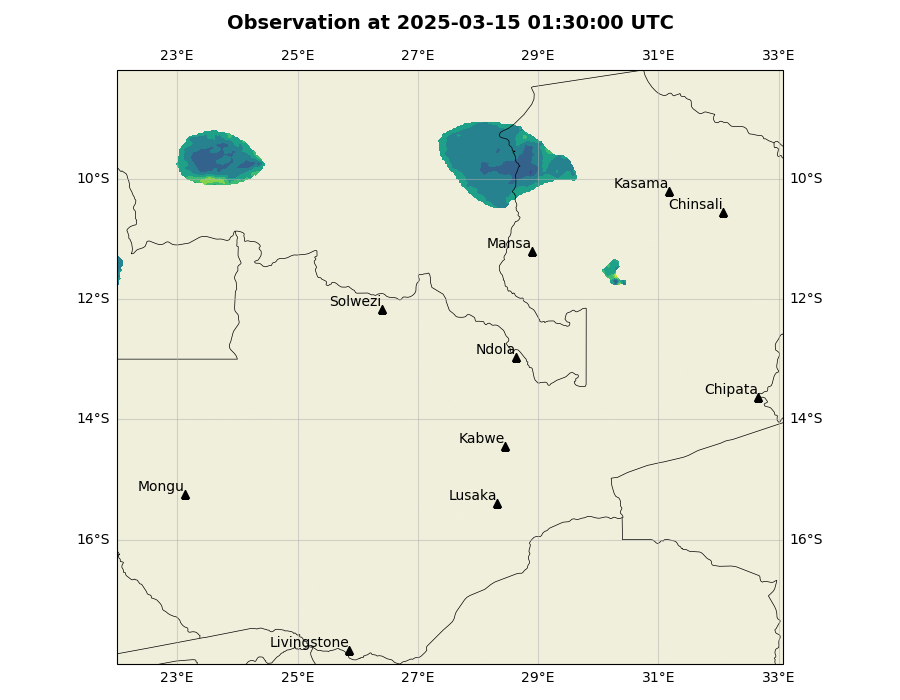 Observation at 2025-03-15 01:30:00 UTC
23°E 25°E 27°E 29°E 31°E 33°E
10°S 10°S
Kasama
Chinsali
Mansa
12°S 12°S
Solwezi
Ndola
Chipata
14°S 14°S
Kabwe
Mongu
Lusaka
16°S 16°S
Livingstone
23°E 25°E 27°E 29°E 31°E 33°E